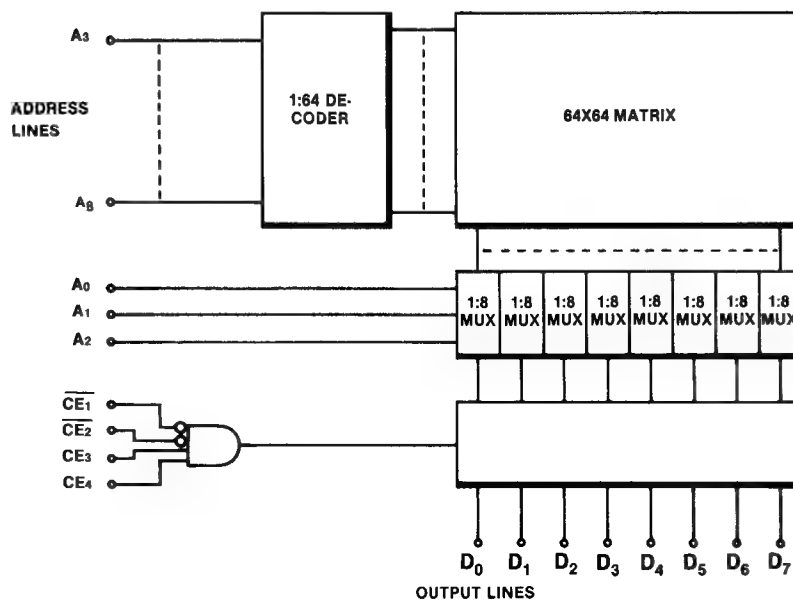 A3
ADDRESS
LINES
A8
1:64 DE-
CODER
64X64 MATRIX
A0
A1
A2
1:8 MUX
1:8 MUX
1:8 MUX
1:8 MUX
1:8 MUX
1:8 MUX
1:8 MUX
1:8 MUX
CE1
CE2
CE3
CE4
D0 D1 D2 D3 D4 D5 D6 D7
OUTPUT LINES